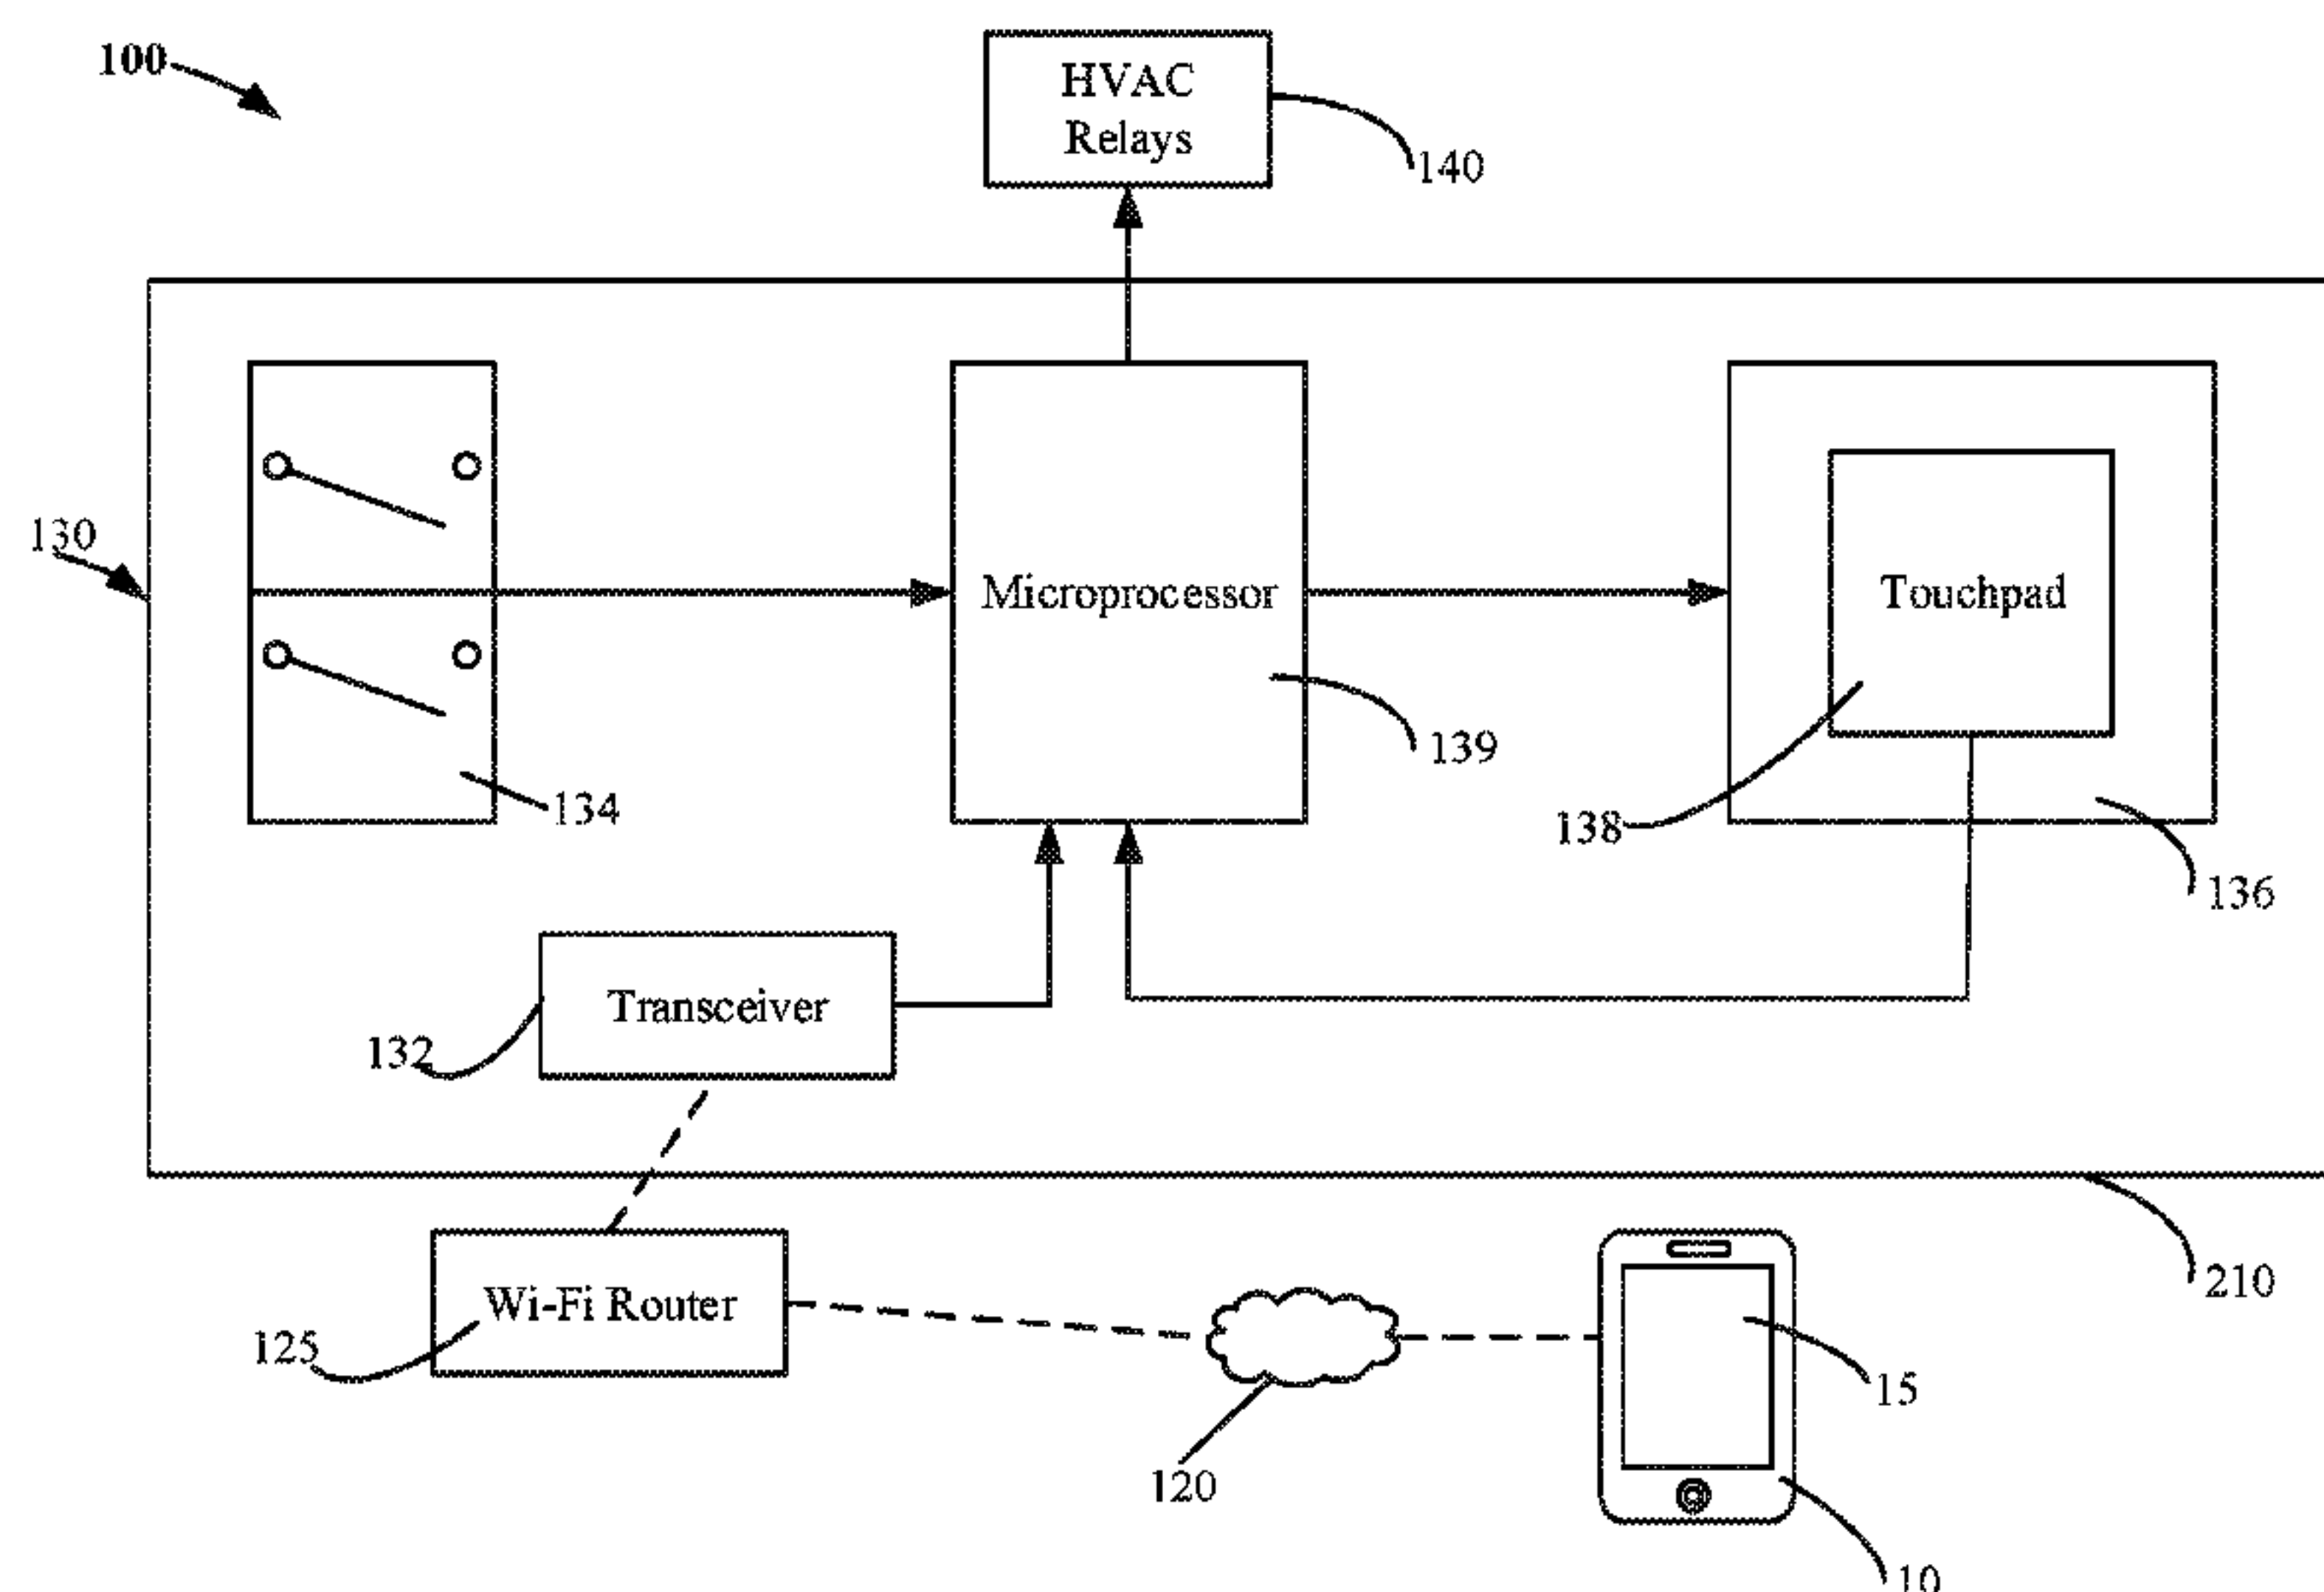 100
HVAC
Relays
140
130
Microprocessor
Touchpad
139
134
138
136
Transceiver
132
Wi-Fi Router
125
210
15
120
10